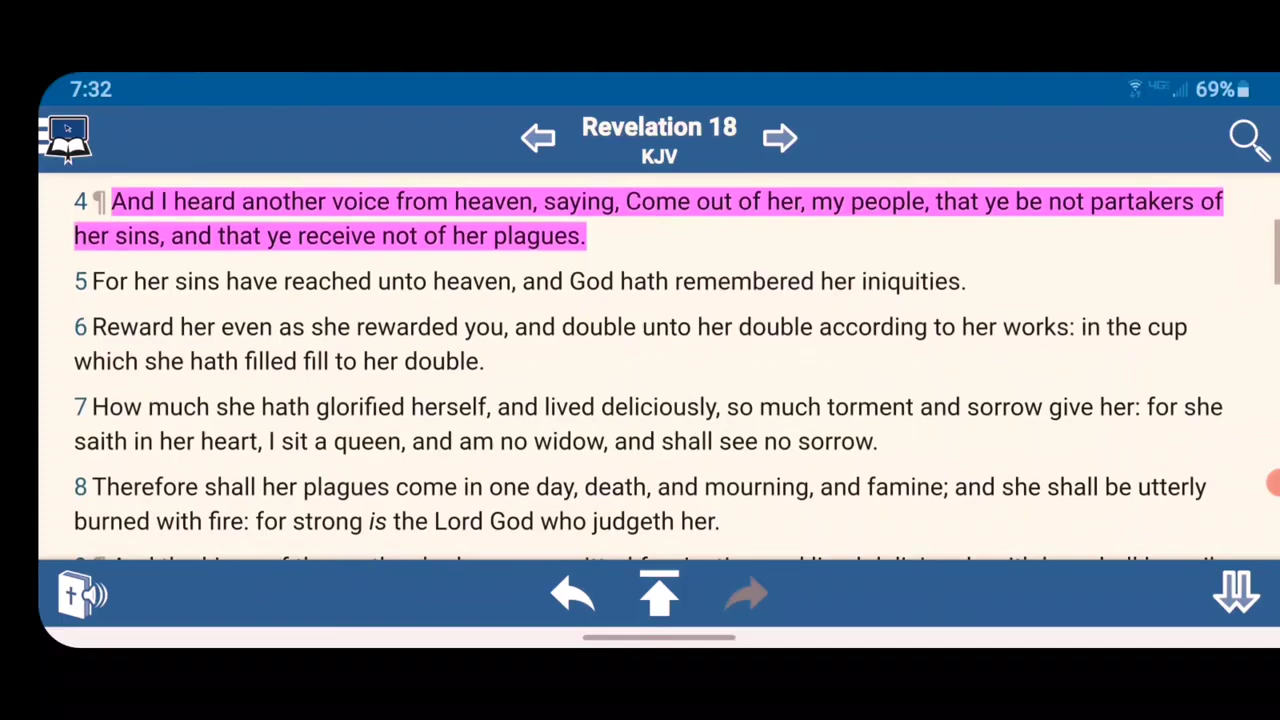 7:32
4G 69%
Revelation 18
KJV
4 ¶ And I heard another voice from heaven, saying, Come out of her, my people, that ye be not partakers of
her sins, and that ye receive not of her plagues.
5 For her sins have reached unto heaven, and God hath remembered her iniquities.
6 Reward her even as she rewarded you, and double unto her double according to her works: in the cup
which she hath filled fill to her double.
7 How much she hath glorified herself, and lived deliciously, so much torment and sorrow give her: for she
saith in her heart, I sit a queen, and am no widow, and shall see no sorrow.
8 Therefore shall her plagues come in one day, death, and mourning, and famine; and she shall be utterly
burned with fire: for strong is the Lord God who judgeth her.